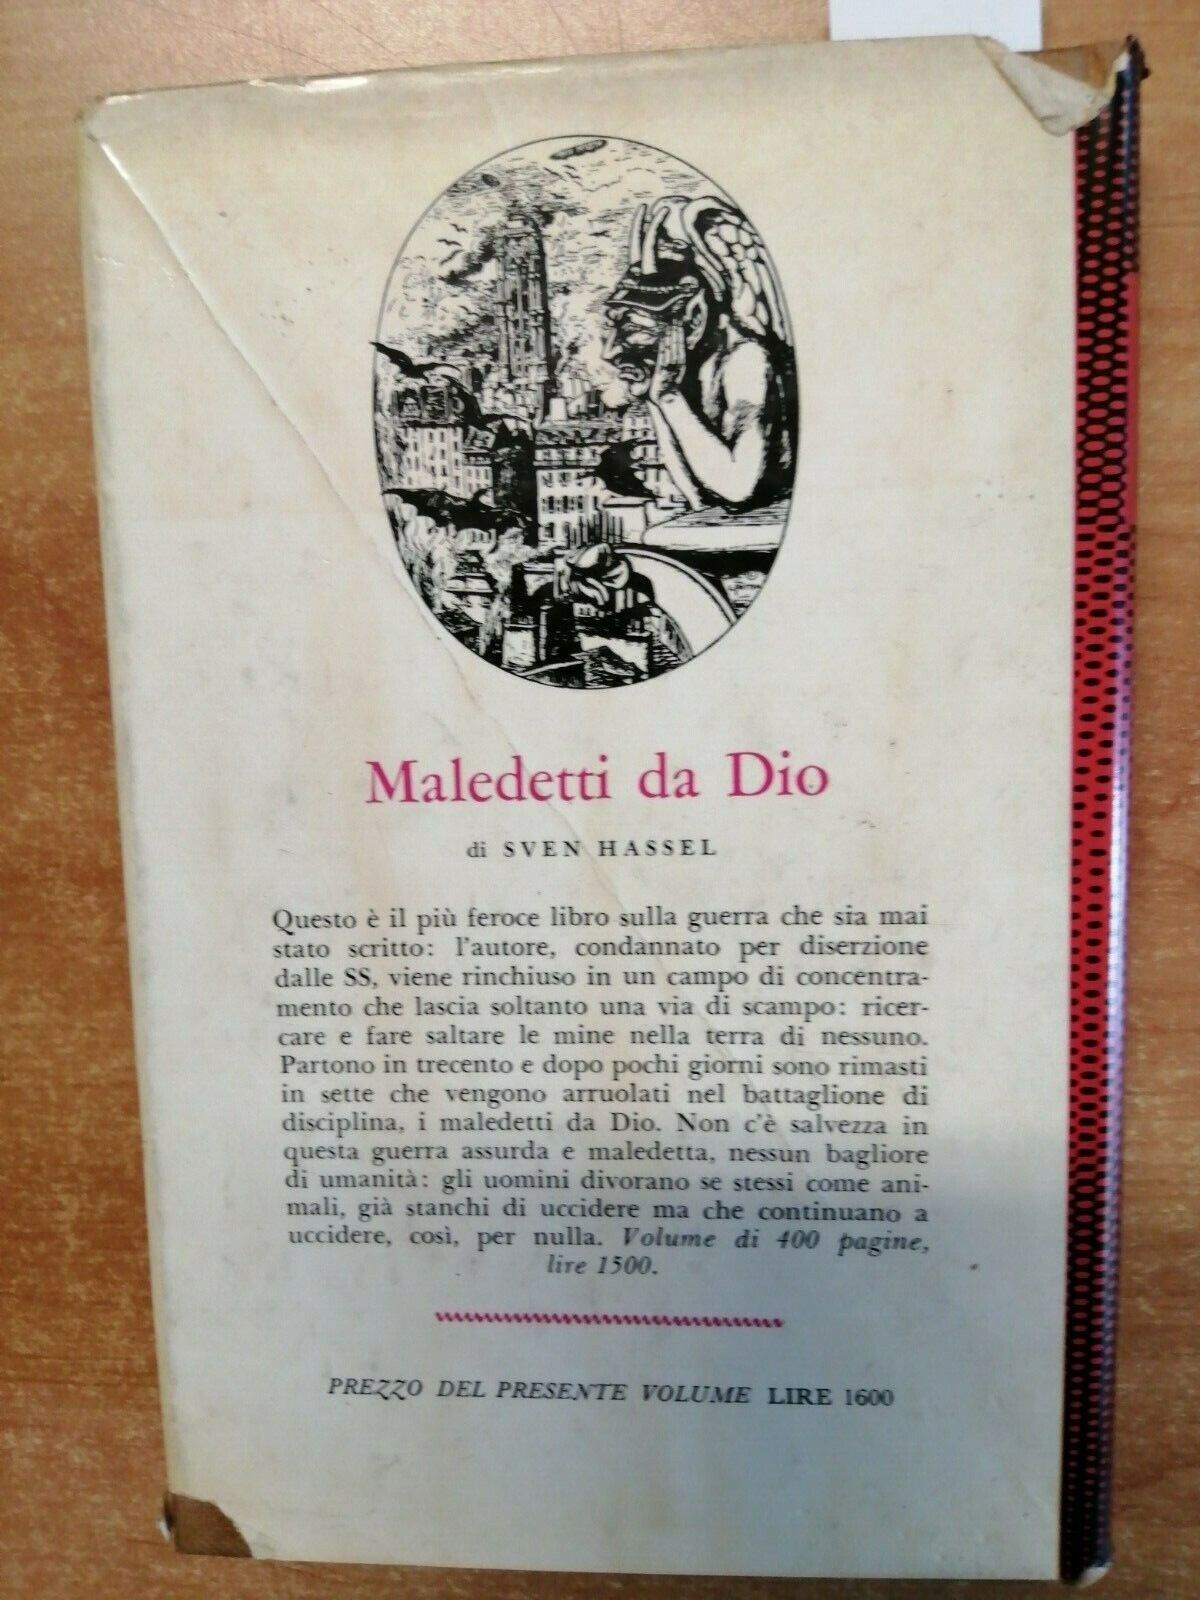 Maledetti da Dio
di SVEN HASSEL
Questo è il più feroce libro sulla guerra che sia mai
stato scritto: l'autore, condannato per diserzione
dalle SS, viene rinchiuso in un campo di concentra-
mento che lascia soltanto una via di scampo: ricer-
care e fare saltare le mine nella terra di nessuno.
Partono in trecento e dopo pochi giorni sono rimasti
in sette che vengono arruolati nel battaglione di
disciplina, i maledetti da Dio. Non c'è salvezza in
questa guerra assurda e maledetta, nessun bagliore
di umanità: gli uomini divorano se stessi come ani-
mali, già stanchi di uccidere ma che continuano a
uccidere, così, per nulla. Volume di 400 pagine,
lire 1500.
PREZZO DEL PRESENTE VOLUME LIRE 1600